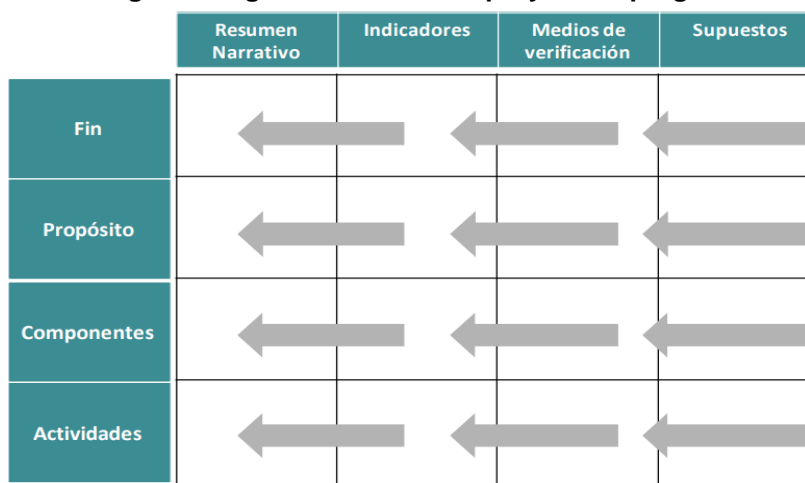 Resumen
Narrativo
Indicadores
Medios de
verificación
Supuestos
Fin
Propósito
Componentes
Actividades